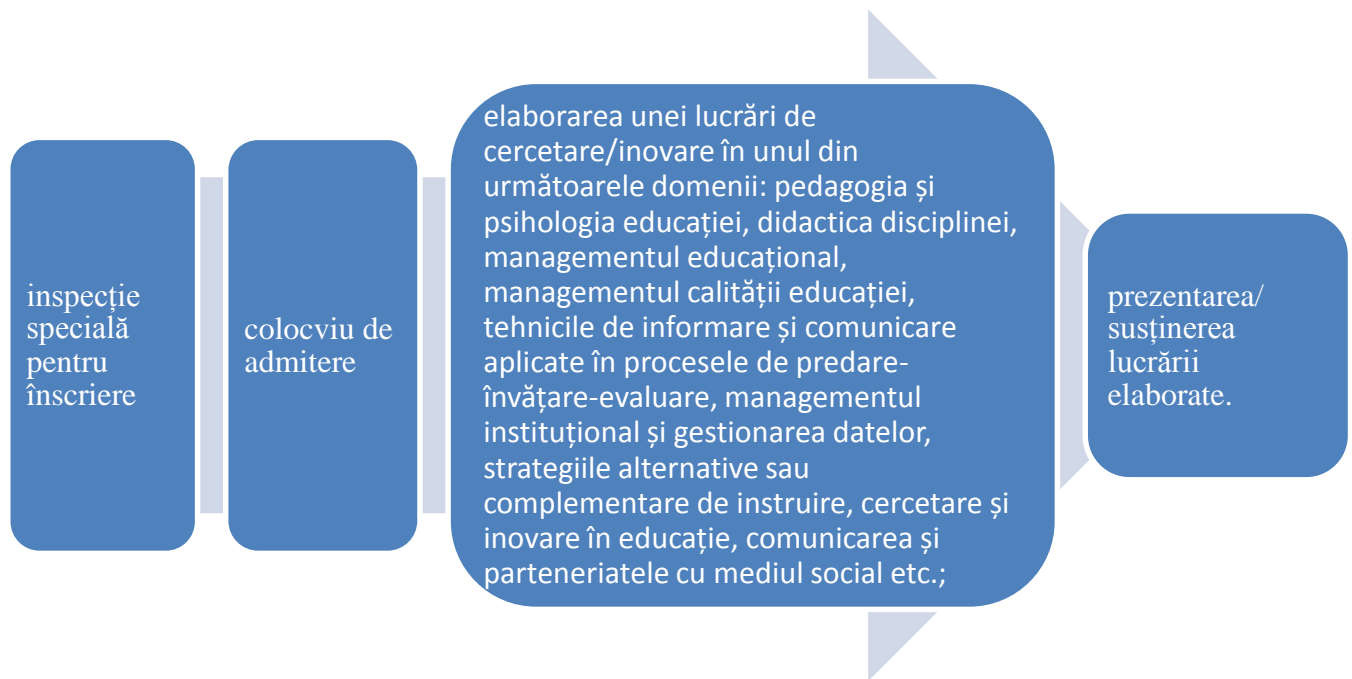 inspecție
specială
pentru
înscriere
colocviu de
admitere
elaborarea unei lucrări de
cercetare/inovare în unul din
următoarele domenii: pedagogia și
psihologia educației, didactica disciplinei,
managementul educațional,
managementul calității educației,
tehnicile de informare și comunicare
aplicate în procesele de predare-
învățare-evaluare, managementul
instituțional și gestionarea datelor,
strategiile alternative sau
complementare de instruire, cercetare și
inovare în educație, comunicarea și
parteneriatele cu mediul social etc.;
prezentarea/
susținerea
lucrării
elaborate.